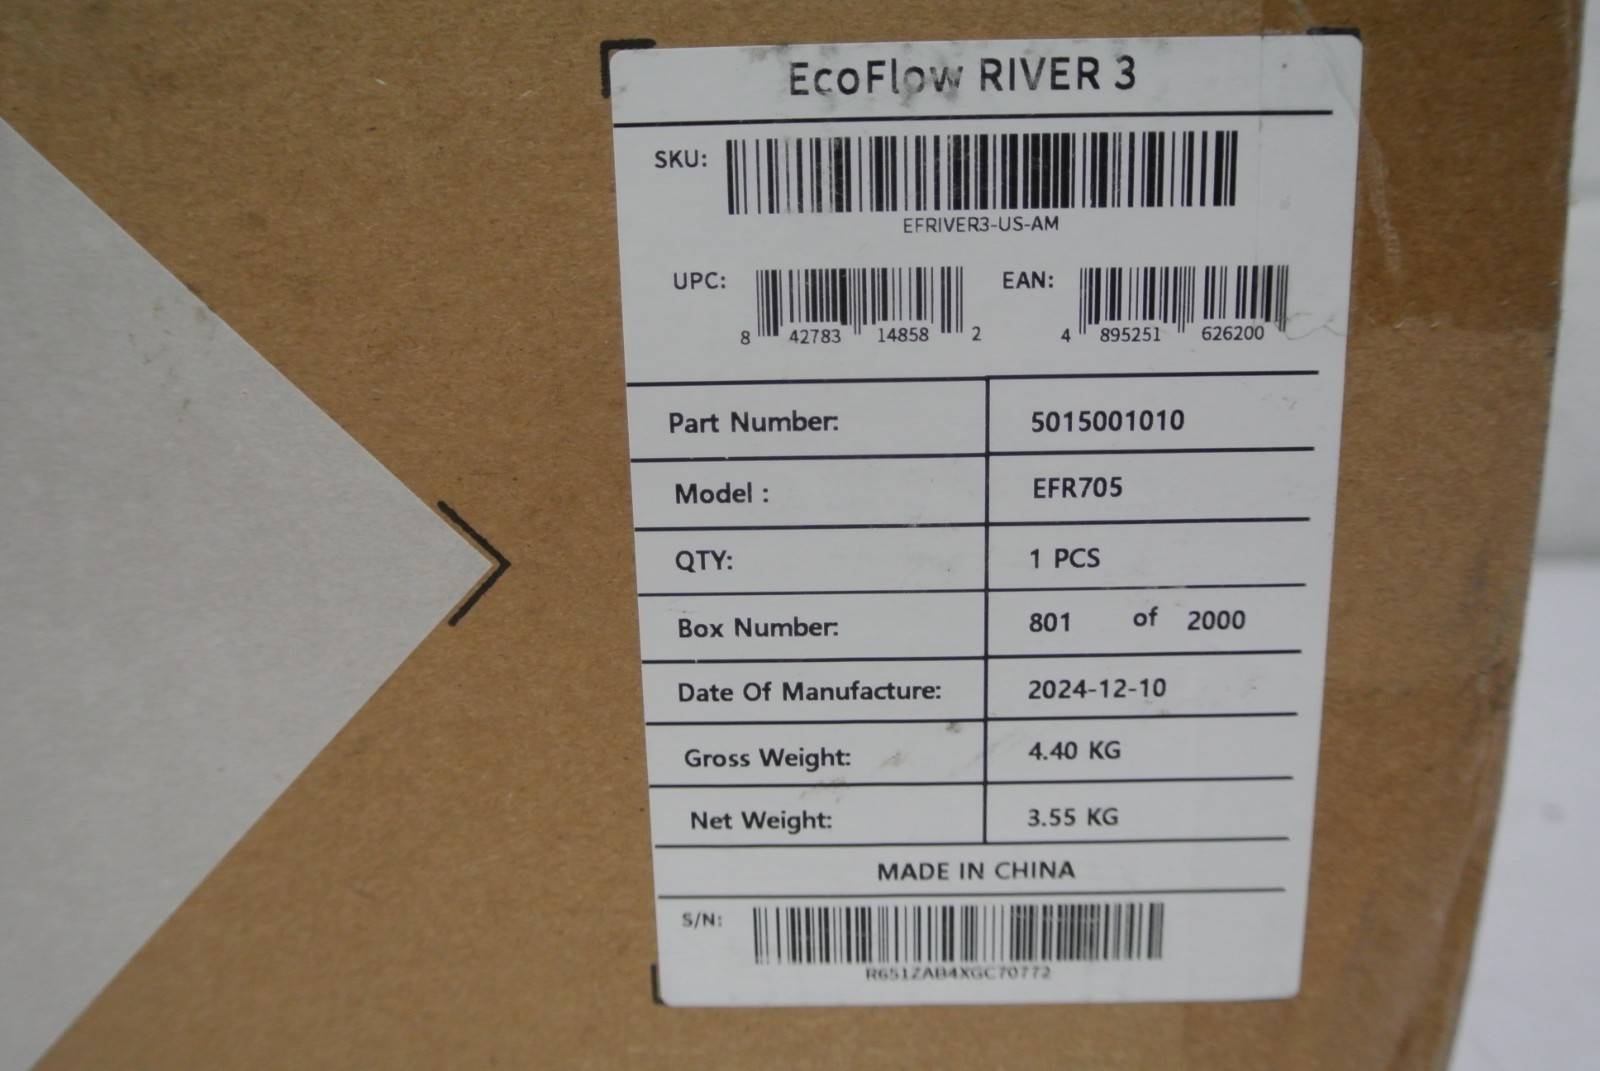 EcoFlow RIVER 3
SKU:
EFRIVER3-US-AM
UPC: EAN:
8 42783 14858 2 4 895251 626200
Part Number: 5015001010
Model : EFR705
QTY: 1 PCS
Box Number: 801 of 2000
Date Of Manufacture: 2024-12-10
Gross Weight: 4.40 KG
Net Weight: 3.55 KG
MADE IN CHINA
S/N:
R651ZAB4XGC70772